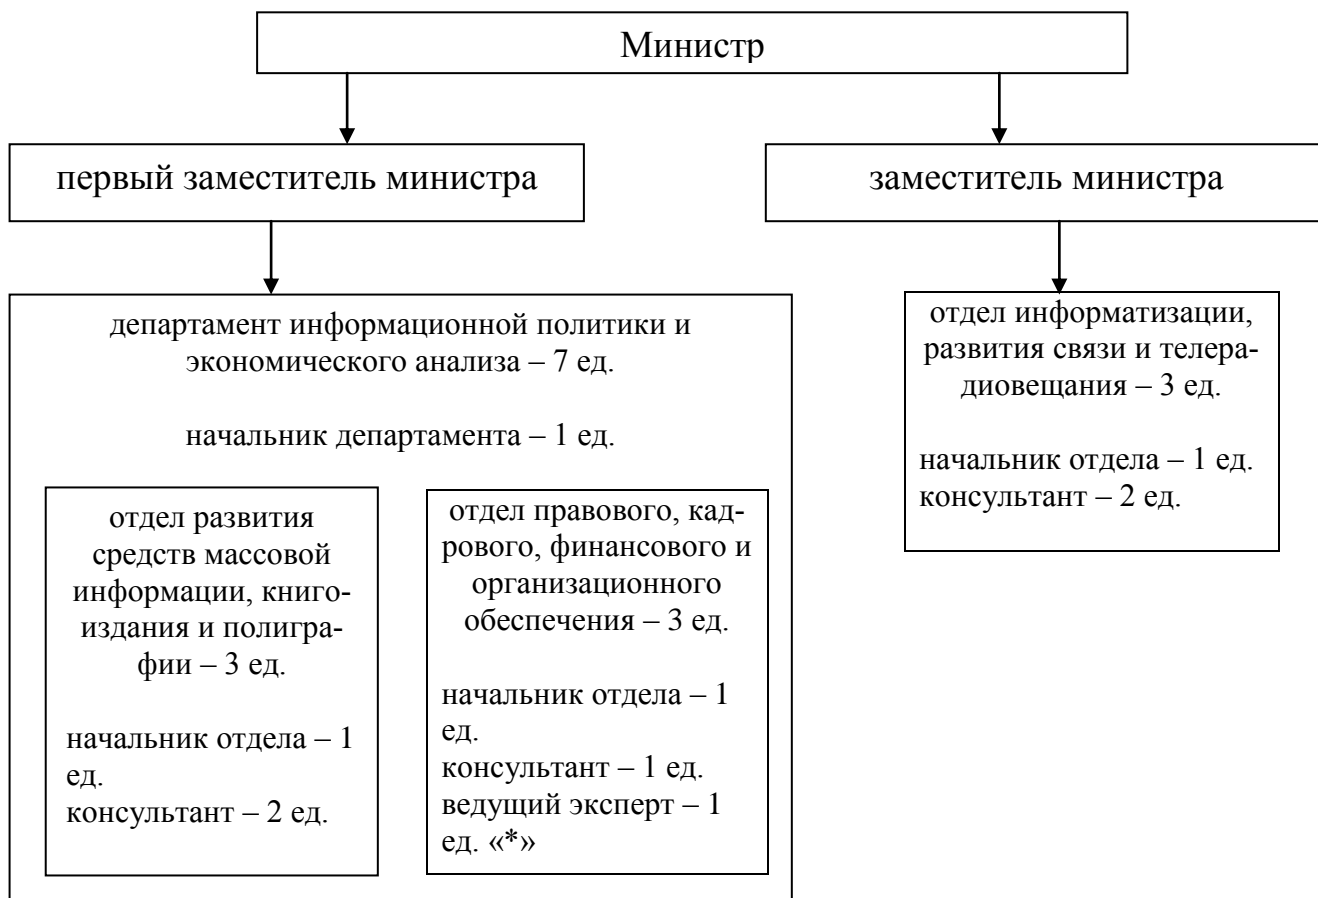 Министр
первый заместитель министра
заместитель министра
департамент информационной политики и
экономического анализа – 7 ед.
начальник департамента – 1 ед.
отдел развития
средств массовой
информации, книго-
издания и полигра-
фии – 3 ед.
начальник отдела – 1
ед.
консультант – 2 ед.
отдел правового, кад-
рового, финансового и
организационного
обеспечения – 3 ед.
начальник отдела – 1
ед.
консультант – 1 ед.
ведущий эксперт – 1
ед. «*»
отдел информатизации,
развития связи и телера-
диовещания – 3 ед.
начальник отдела – 1 ед.
консультант – 2 ед.